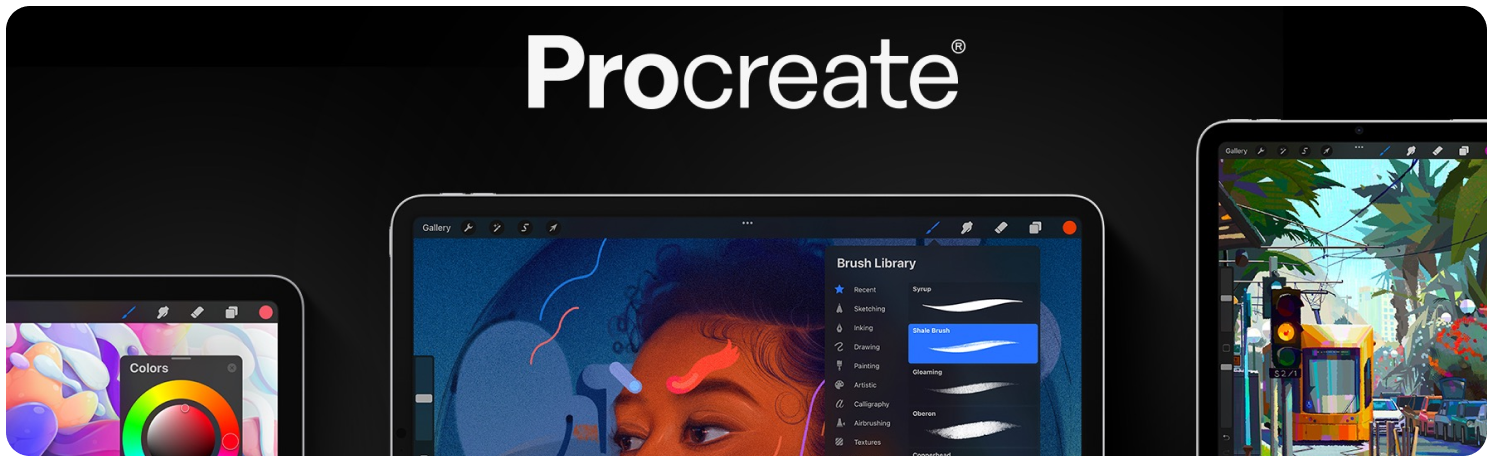 Procreate®
Gallery
Brush Library
Recent
Sketching
Inking
Drawing
Painting
Artistic
Calligraphy
Airbrushing
Textures
Syrup
Shale Brush
Gleaming
Oberon
Copperhead
Colors
Gallery
S2/1